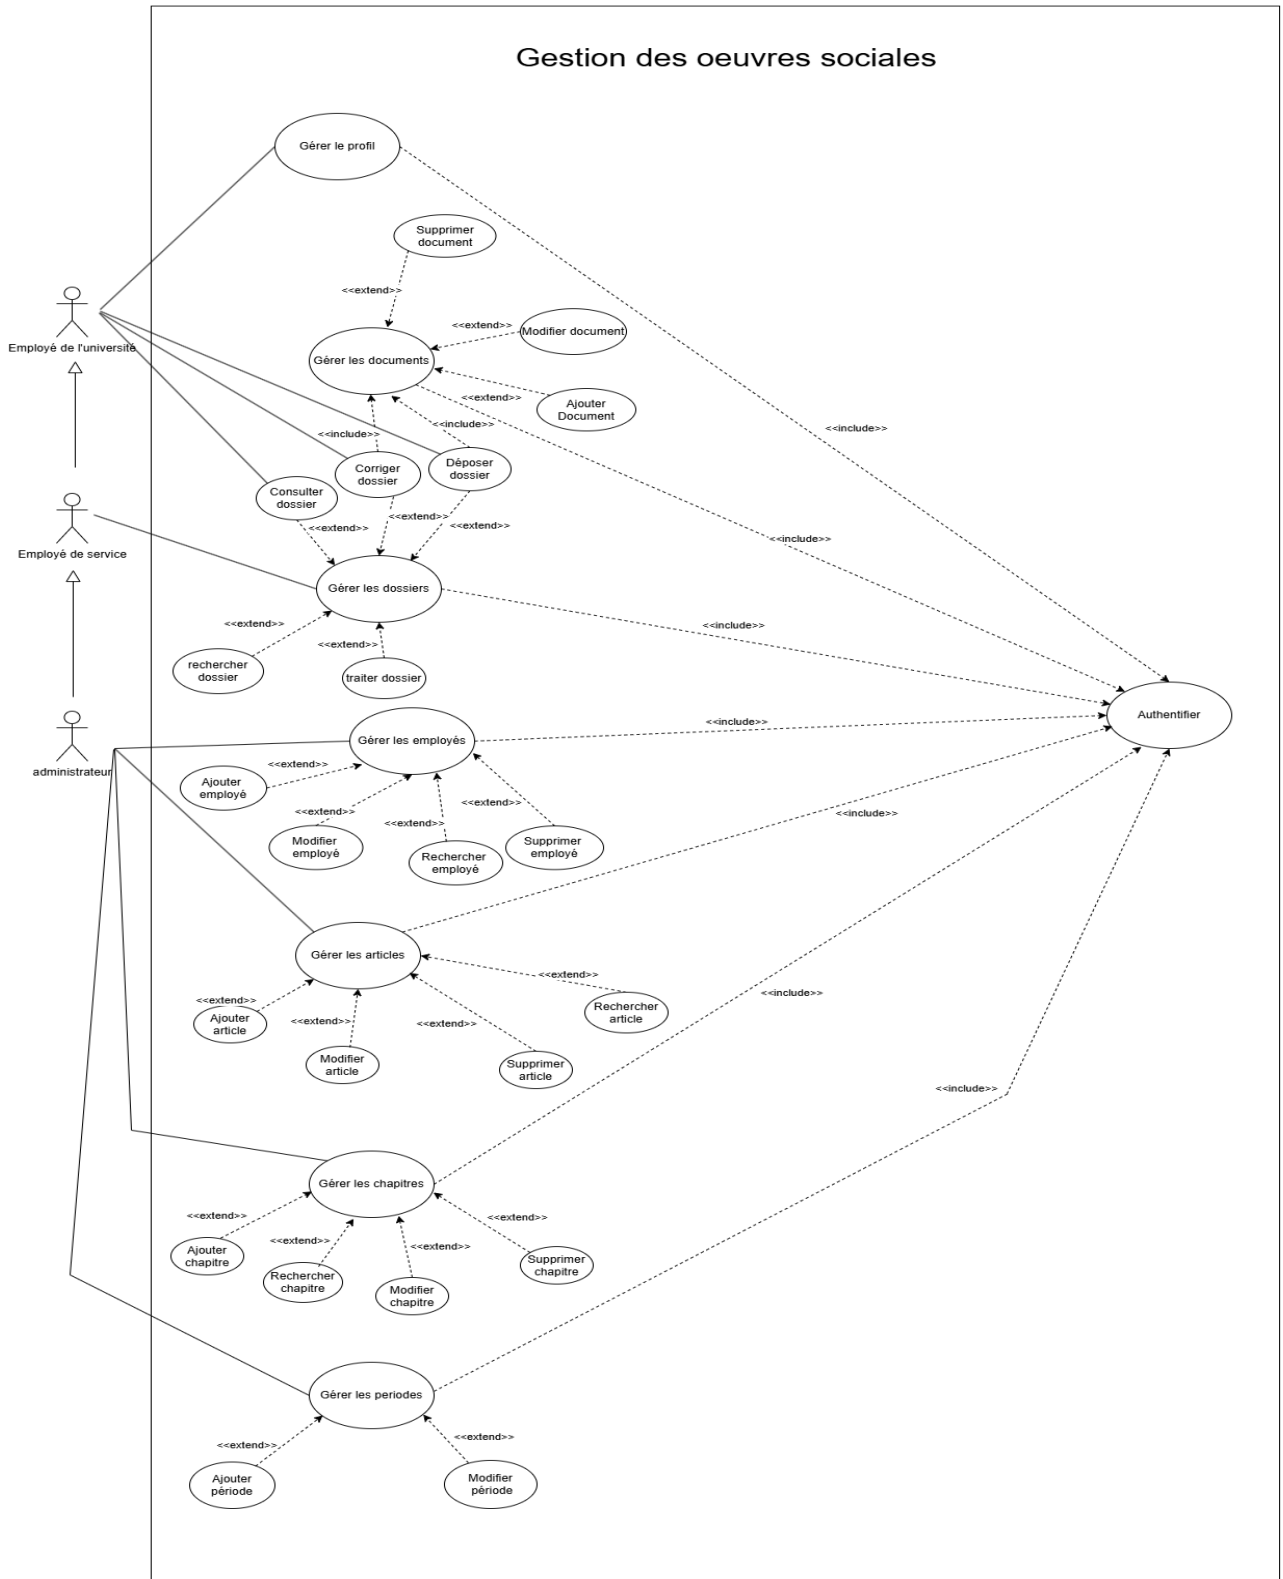 Gestion des oeuvres sociales
Gérer le profil
Supprimer
document
<<extend>>
<<extend>>
Modifier document
Employé de l'université
Gérer les documents
<<extend>>
Ajouter
Document
<<include>>
<<include>>
<<include>>
Corriger
dossier
Déposer
dossier
Consulter
dossier
<<extend>>
<<extend>>
<<extend>>
<<include>>
Employé de service
Gérer les dossiers
<<extend>>
<<include>>
<<extend>>
rechercher
dossier
traiter dossier
Authentifier
<<include>>
Gérer les employés
administrateur
<<extend>>
Ajouter
employé
<<extend>>
<<extend>>
<<extend>>
<<include>>
Modifier
employé
Rechercher
employé
Supprimer
employé
Gérer les articles
<<extend>>
<<extend>>
<<extend>>
<<extend>>
<<include>>
Ajouter
article
Rechercher
article
Modifier
article
Supprimer
article
<<include>>
Gérer les chapitres
<<extend>>
<<extend>>
<<extend>>
<<extend>>
Ajouter
chapitre
Rechercher
chapitre
Modifier
chapitre
Supprimer
chapitre
Gérer les periodes
<<extend>>
<<extend>>
Ajouter
période
Modifier
période